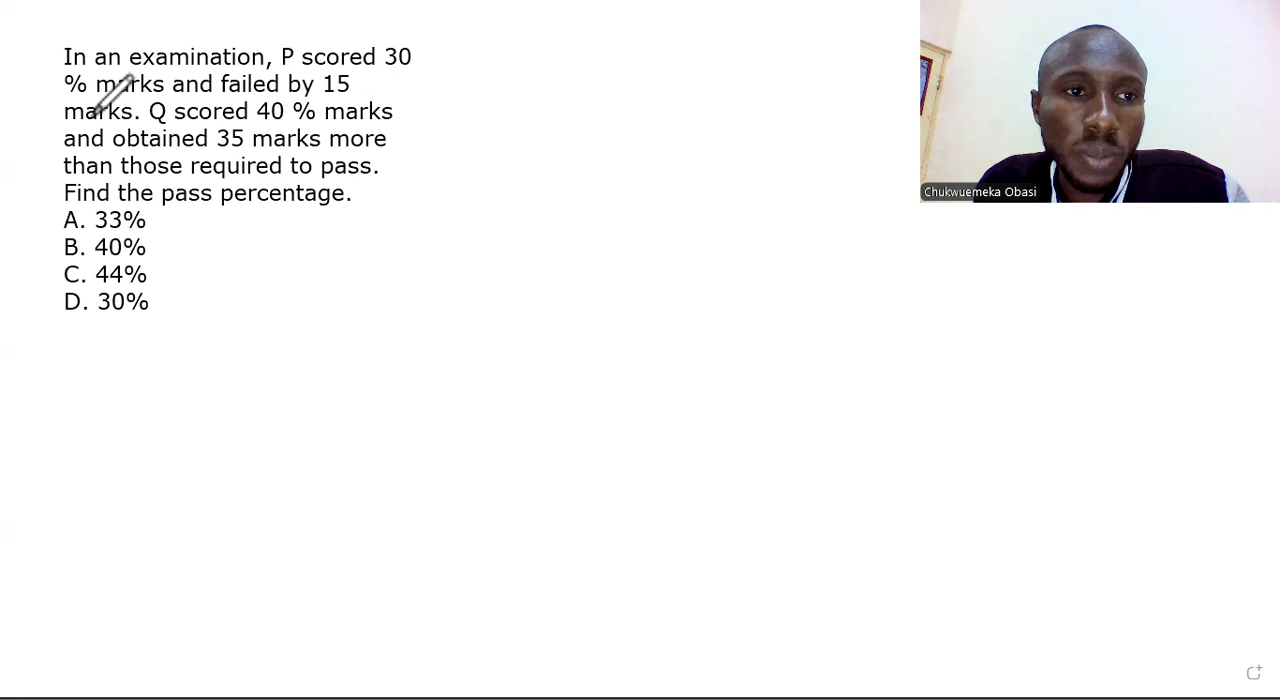 In an examination, P scored 30
% marks and failed by 15
marks. Q scored 40 % marks
and obtained 35 marks more
than those required to pass.
Find the pass percentage.
A. 33%
B. 40%
C. 44%
D. 30%
Chukwuemeka Obasi